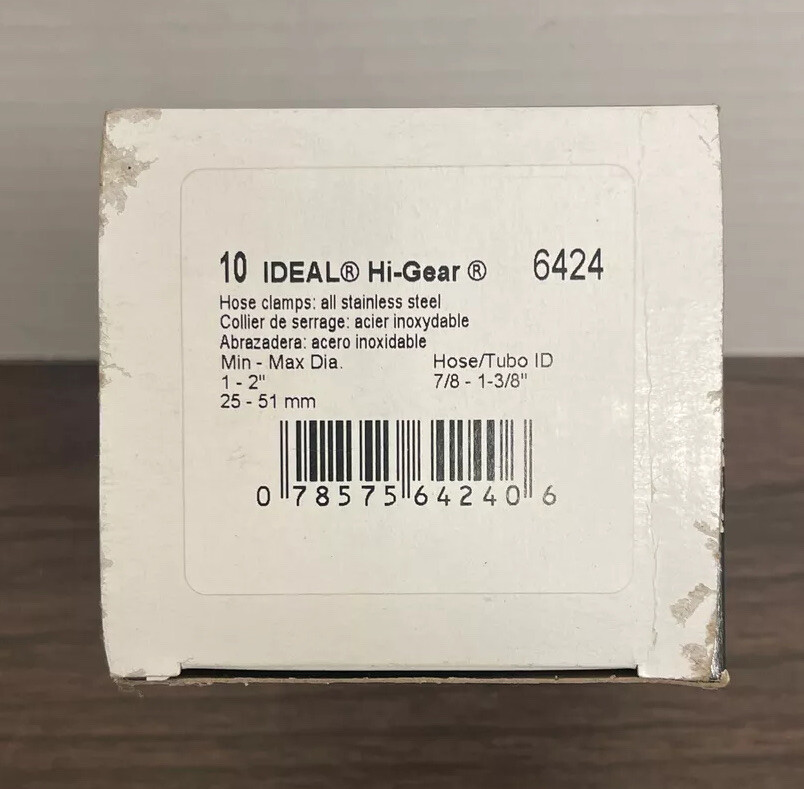 10 IDEAL® Hi-Gear ® 6424
Hose clamps: all stainless steel
Collier de serrage: acier inoxydable
Abrazadera: acero inoxidable
Min - Max Dia. Hose/Tubo ID
1 - 2" 7/8 - 1-3/8"
25 - 51 mm
0 78575 64240 6